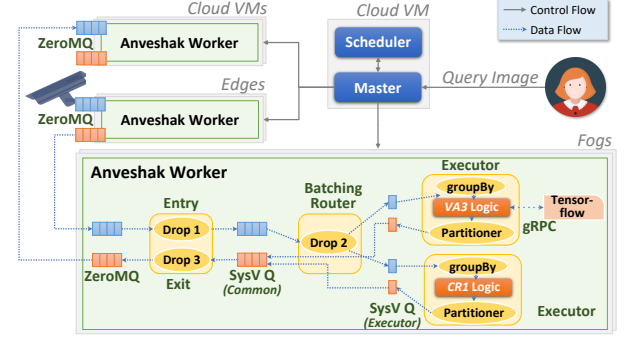 Cloud VMs
ZeroMQ
Anveshak Worker
Cloud VM
Scheduler
Master
Control Flow
Data Flow
Query Image
Edges
ZeroMQ
Anveshak Worker
Fogs
Anveshak Worker
Entry
Drop 1
Drop 3
Exit
ZeroMQ
SysV Q
(Common)
Batching
Router
Drop 2
Executor
groupBy
VA3 Logic
Partitioner
gRPC
Tensor-
flow
groupBy
CR1 Logic
Partitioner
Executor
SysV Q
(Executor)